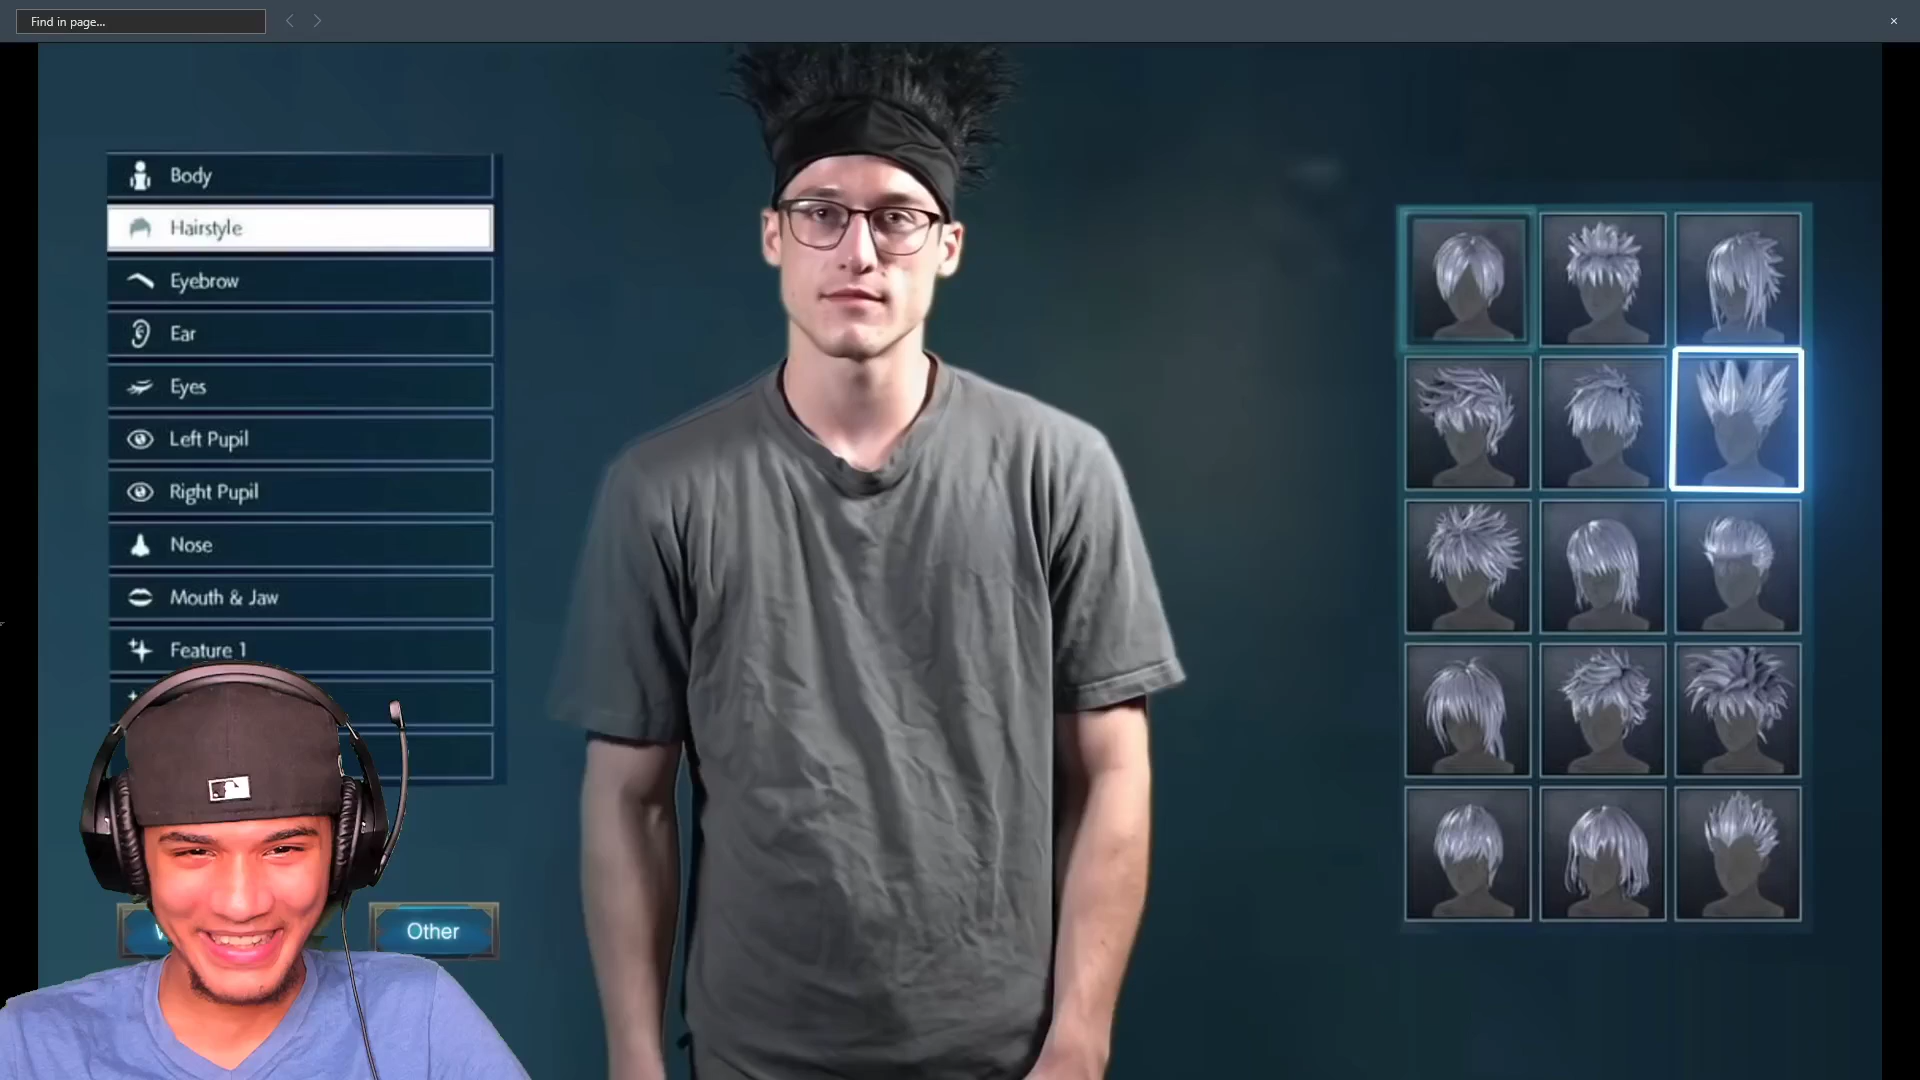 Find in page...
Body
Hairstyle
Eyebrow
Ear
Eyes
Left Pupil
Right Pupil
Nose
Mouth & Jaw
Feature 1
Other